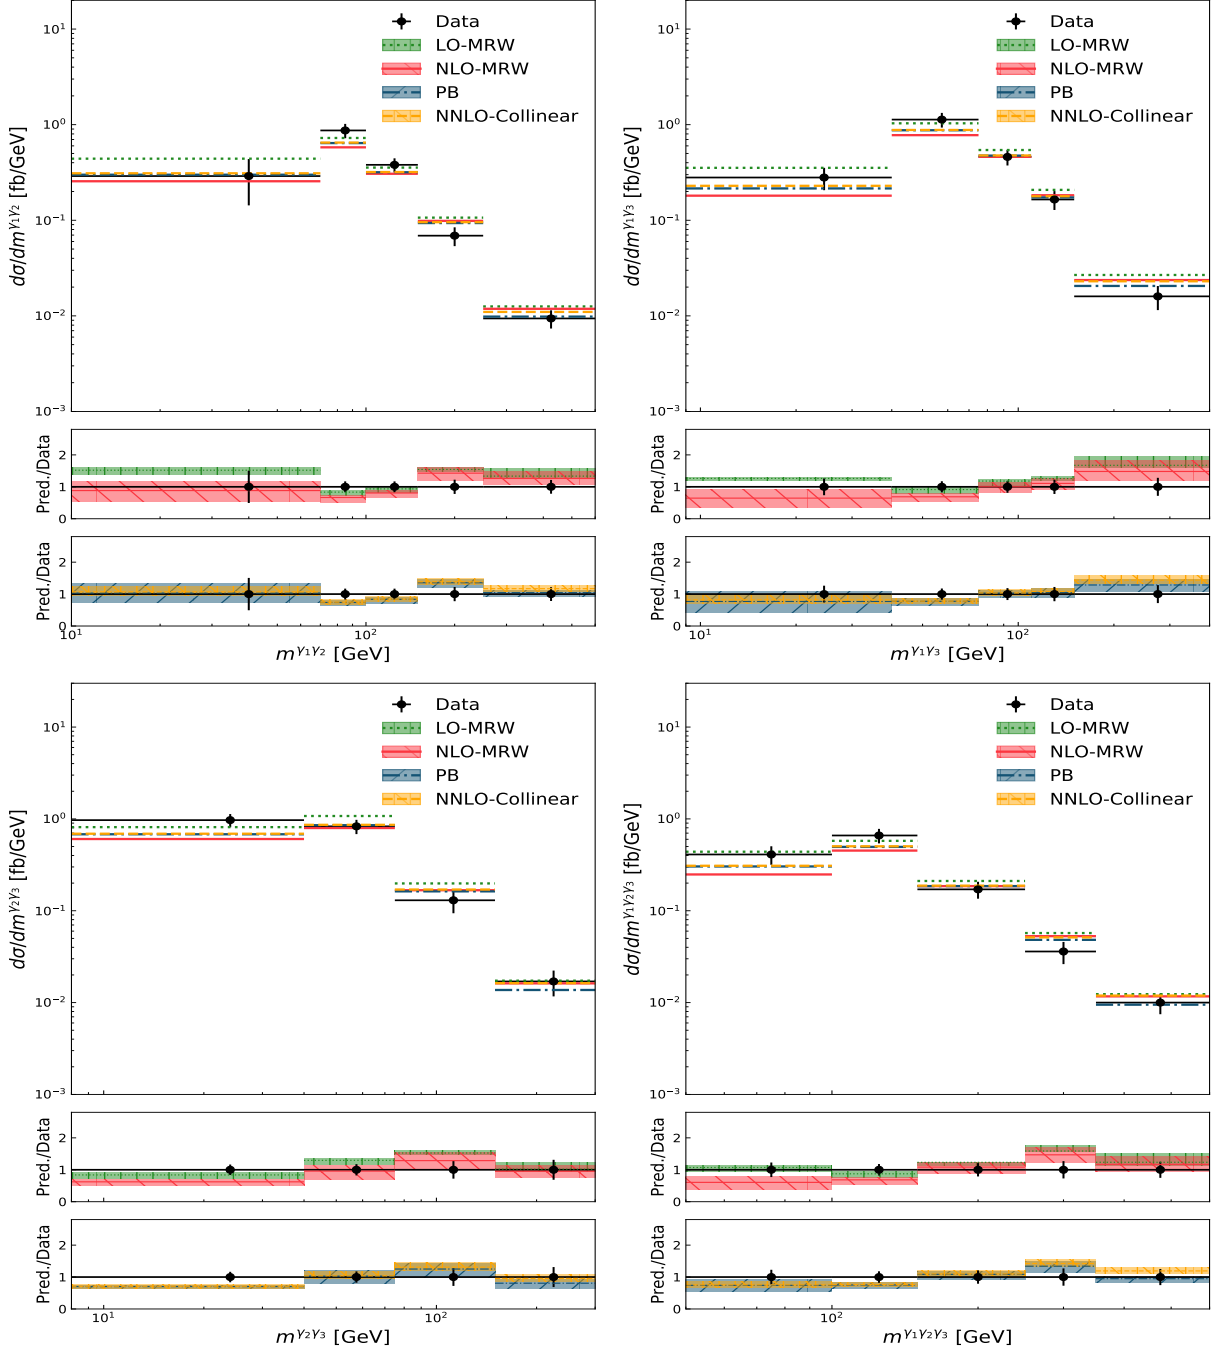 10¹
10⁰
10⁻¹
10⁻²
10⁻³
dσ/dm^{γ₁γ₂} [fb/GeV]
Data
LO-MRW
NLO-MRW
PB
NNLO-Collinear
2
1
0
Pred./Data
2
1
0
Pred./Data
10¹
10²
m^{γ₁γ₂} [GeV]
10¹
10⁰
10⁻¹
10⁻²
10⁻³
dσ/dm^{γ₁γ₃} [fb/GeV]
Data
LO-MRW
NLO-MRW
PB
NNLO-Collinear
2
1
0
Pred./Data
2
1
0
Pred./Data
10¹
10²
m^{γ₁γ₃} [GeV]
10¹
10⁰
10⁻¹
10⁻²
10⁻³
dσ/dm^{γ₂γ₃} [fb/GeV]
Data
LO-MRW
NLO-MRW
PB
NNLO-Collinear
2
1
0
Pred./Data
2
1
0
Pred./Data
10¹
10²
m^{γ₂γ₃} [GeV]
10¹
10⁰
10⁻¹
10⁻²
10⁻³
dσ/dm^{γ₁γ₂γ₃} [fb/GeV]
Data
LO-MRW
NLO-MRW
PB
NNLO-Collinear
2
1
0
Pred./Data
2
1
0
Pred./Data
10²
m^{γ₁γ₂γ₃} [GeV]